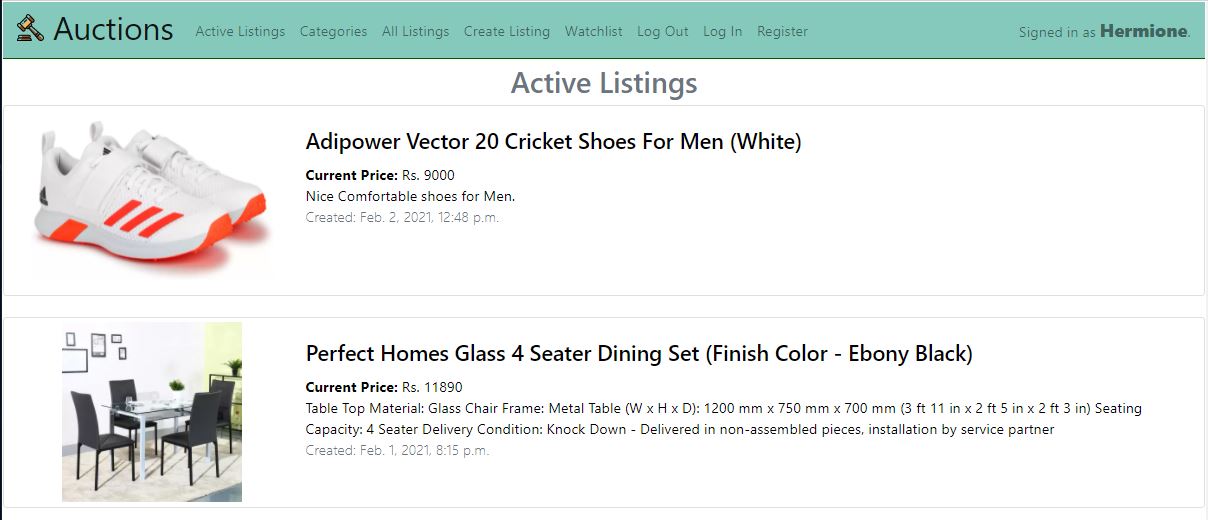 Auctions Active Listings Categories All Listings Create Listing Watchlist Log Out Log In Register Signed in as Hermione.
Active Listings
Adipower Vector 20 Cricket Shoes For Men (White)
Current Price: Rs. 9000
Nice Comfortable shoes for Men.
Created: Feb. 2, 2021, 12:48 p.m.
Perfect Homes Glass 4 Seater Dining Set (Finish Color - Ebony Black)
Current Price: Rs. 11890
Table Top Material: Glass Chair Frame: Metal Table (W x H x D): 1200 mm x 750 mm x 700 mm (3 ft 11 in x 2 ft 5 in x 2 ft 3 in) Seating
Capacity: 4 Seater Delivery Condition: Knock Down - Delivered in non-assembled pieces, installation by service partner
Created: Feb. 1, 2021, 8:15 p.m.